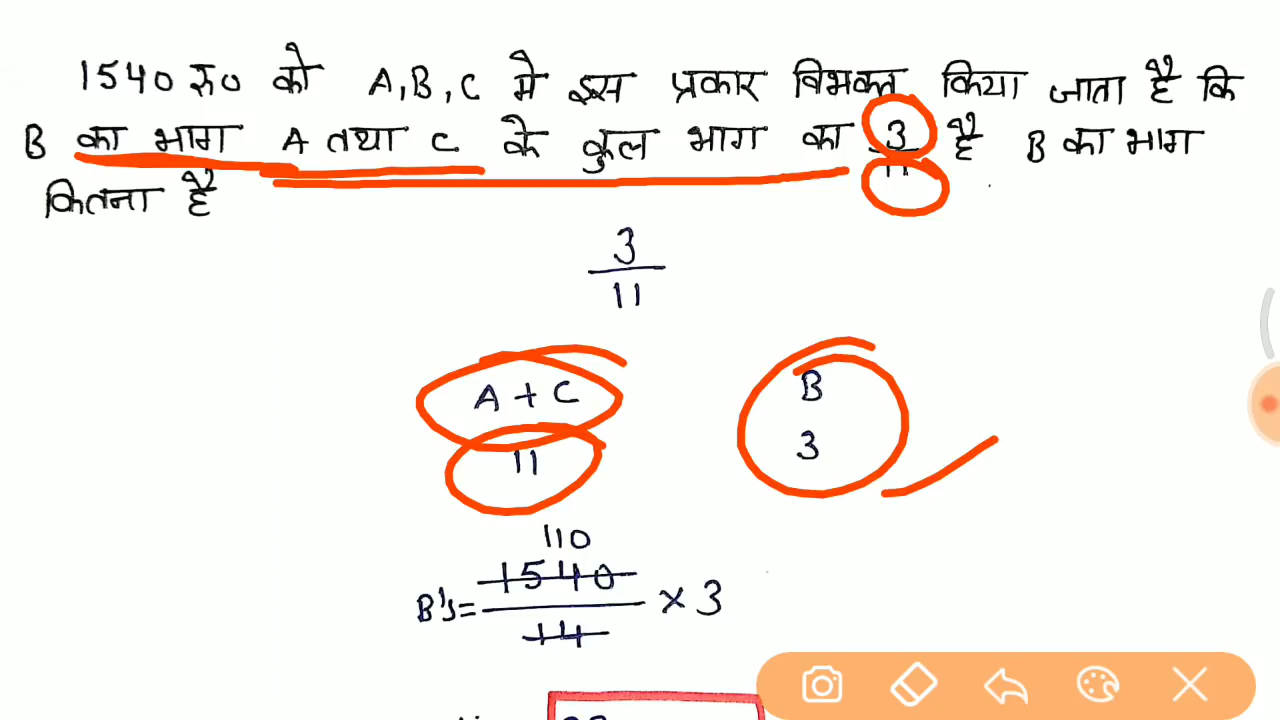 1540 रु० को A, B, C मे इस प्रकार विभक्त किया जाता है कि
B का भाग A तथा C के कुल भाग का 3/11 है B का भाग
कितना है
3
11
A + C B
11 3
110
B's = 1540/14 × 3